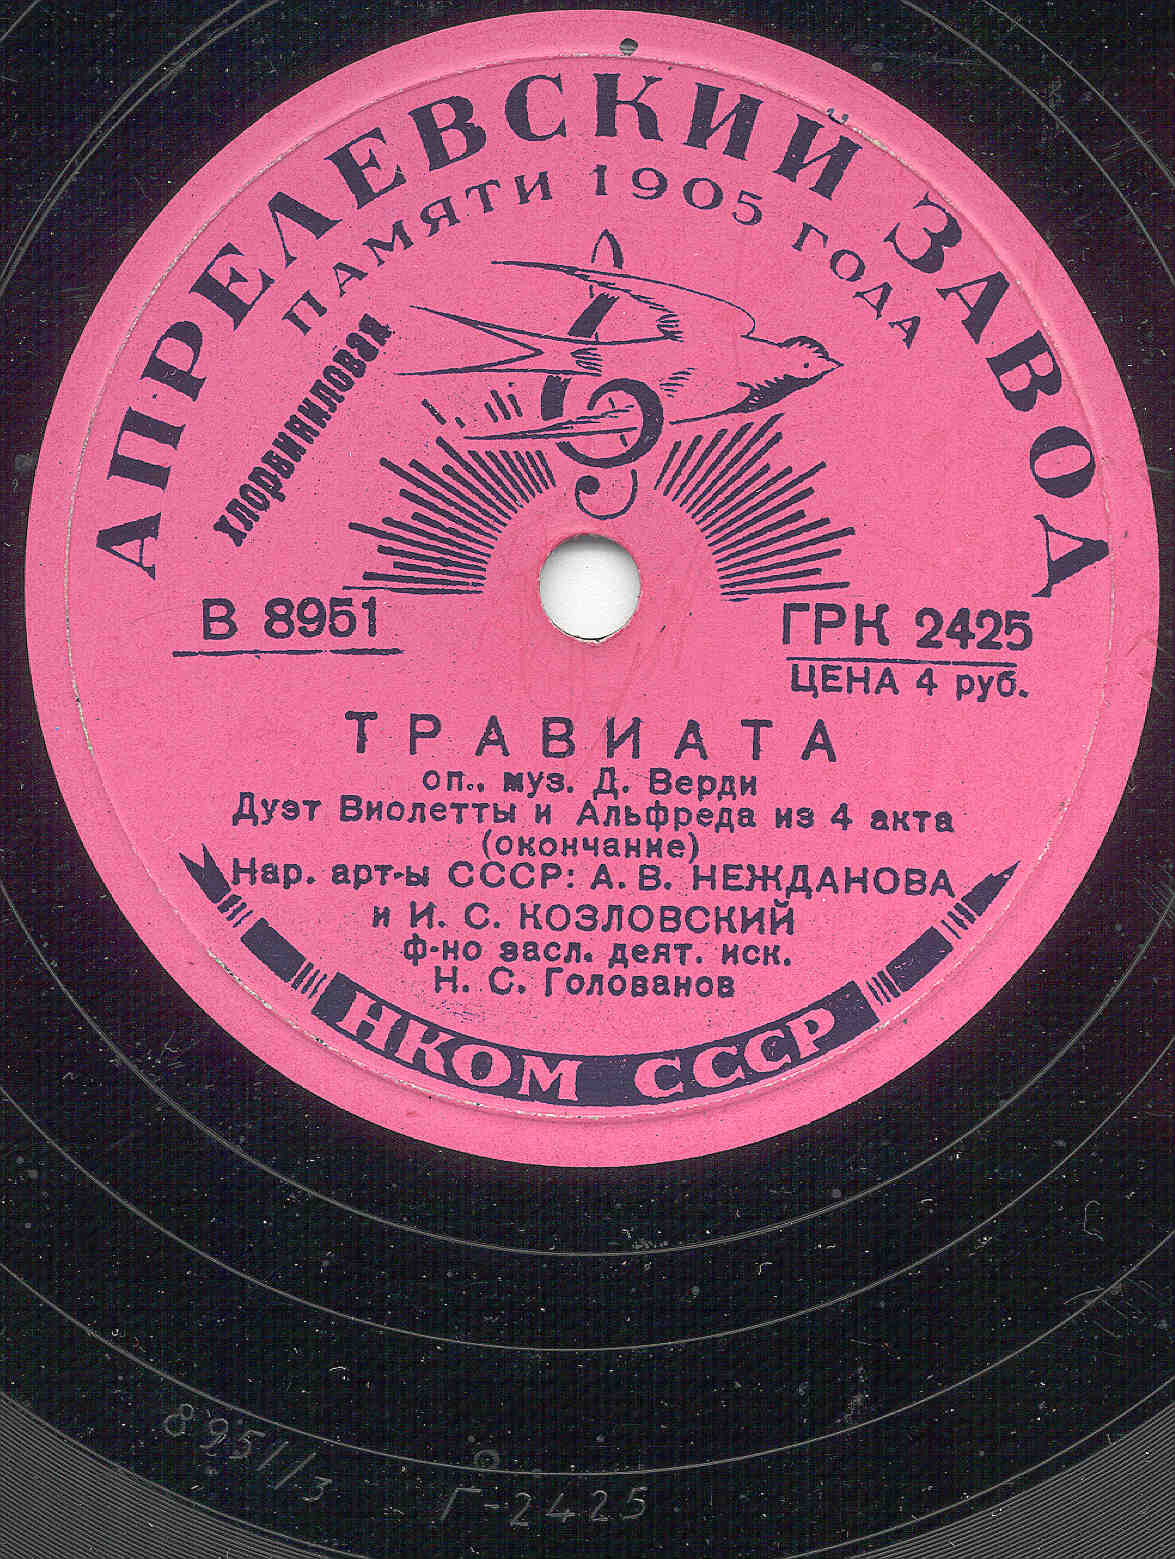 АПРЕЛЕВСКИЙ ЗАВОД
ПАМЯТИ 1905 ГОДА
хлорвиниловая
В 8951
ГРК 2425
ЦЕНА 4 руб.
ТРАВИАТА
оп., муз. Д. Верди
Дуэт Виолетты и Альфреда из 4 акта
(окончание)
Нар. арт-ы СССР: А. В. НЕЖДАНОВА
и И. С. КОЗЛОВСКИЙ
ф-но засл. деят. иск.
Н. С. Голованов
НКОМ СССР
8951/3
Г-2425